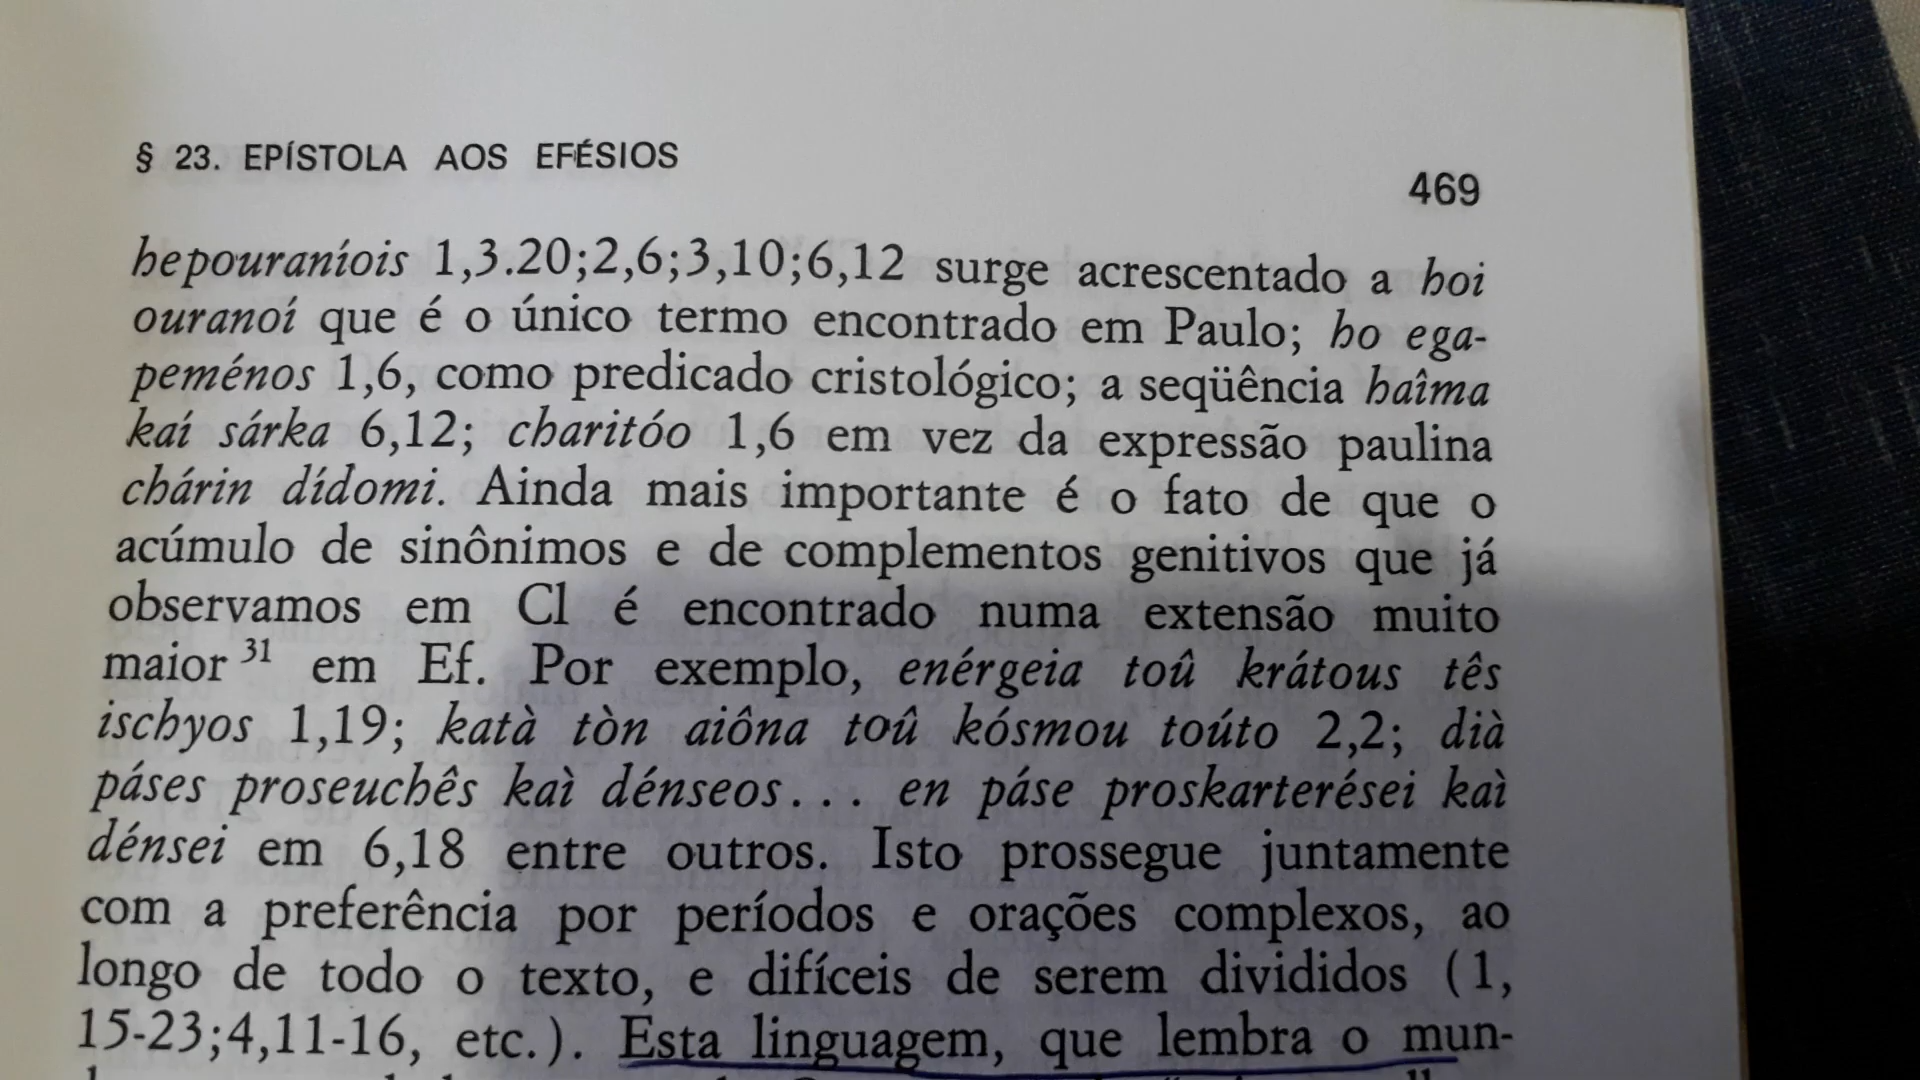 § 23. EPÍSTOLA AOS EFÉSIOS
469
hepouraníois 1,3.20;2,6;3,10;6,12 surge acrescentado a hoi
ouranoí que é o único termo encontrado em Paulo; ho ega-
peménos 1,6, como predicado cristológico; a seqüência haîma
kaí sárka 6,12; charitóo 1,6 em vez da expressão paulina
chárin dídomi. Ainda mais importante é o fato de que o
acúmulo de sinônimos e de complementos genitivos que já
observamos em Cl é encontrado numa extensão muito
maior ³¹ em Ef. Por exemplo, enérgeia toû krátous tês
ischyos 1,19; katà tòn aiôna toû kósmou toúto 2,2; dià
páses proseuchês kaì dénseos... en páse proskarterései kaì
dénsei em 6,18 entre outros. Isto prossegue juntamente
com a preferência por períodos e orações complexos, ao
longo de todo o texto, e difíceis de serem divididos (1,
15-23;4,11-16, etc.). Esta linguagem, que lembra o mun-